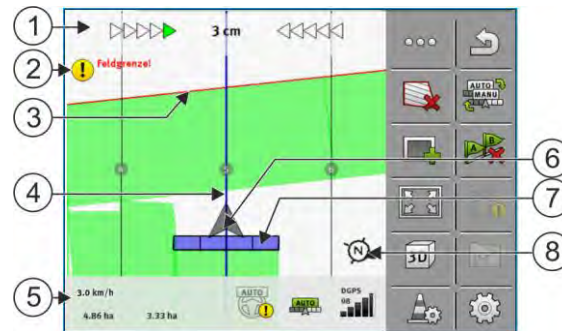 1
3 cm
2
Feldgrenze!
3
AUTO
MANU
A B
4
6
7
N
8
3D
5
3.0 km/h
4.86 ha 3.33 ha
AUTO
AUTO
DGPS
98